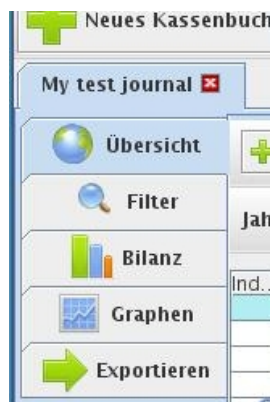 Neues Kassenbuch
My test journal
Übersicht
Filter
Jah
Bilanz
Ind..
Graphen
Exportieren